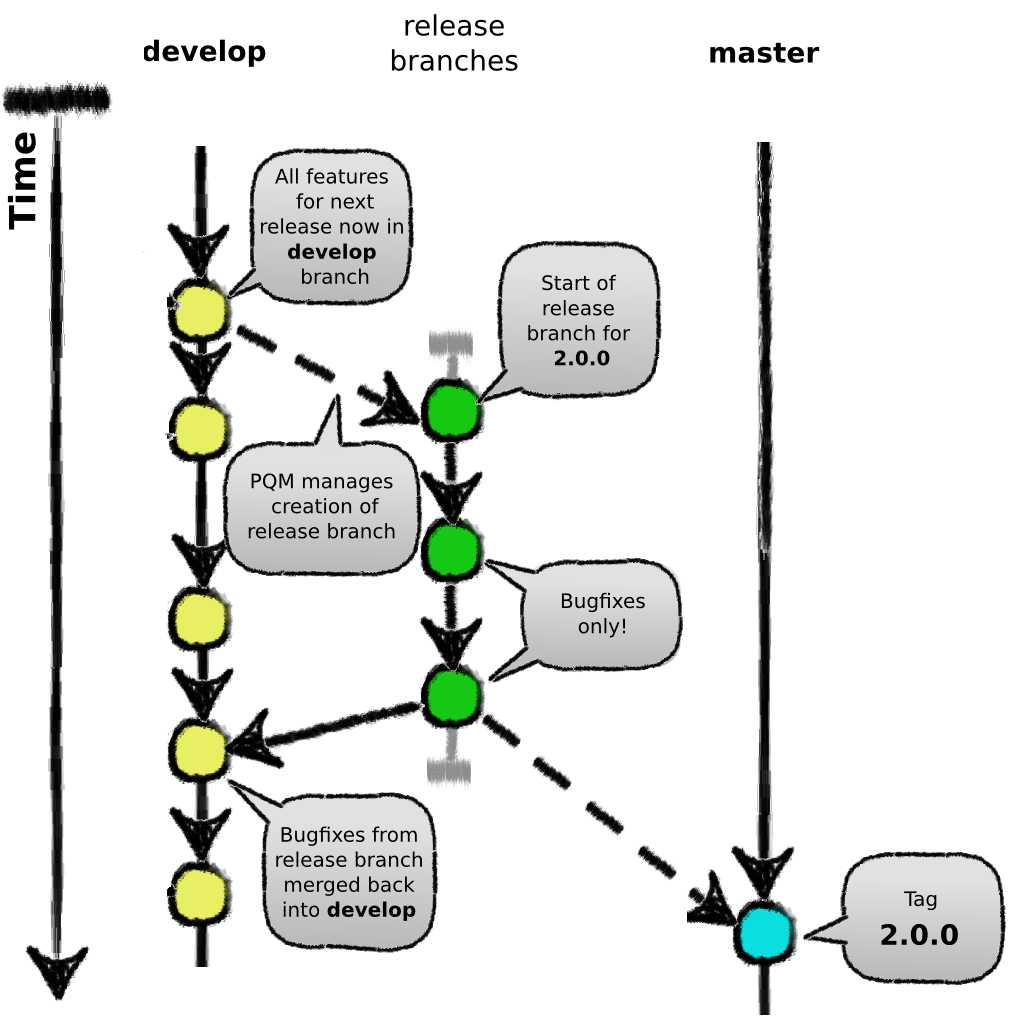 release
branches
develop
master
Time
All features
for next
release now in
develop
branch
Start of
release
branch for
2.0.0
PQM manages
creation of
release branch
Bugfixes
only!
Bugfixes from
release branch
merged back
into develop
Tag
2.0.0